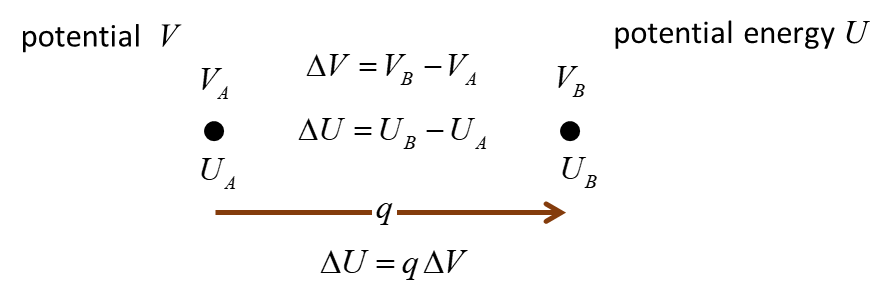 potential V
potential energy U
ΔV = V_B − V_A
V_A
V_B
ΔU = U_B − U_A
U_A
U_B
q
ΔU = q ΔV